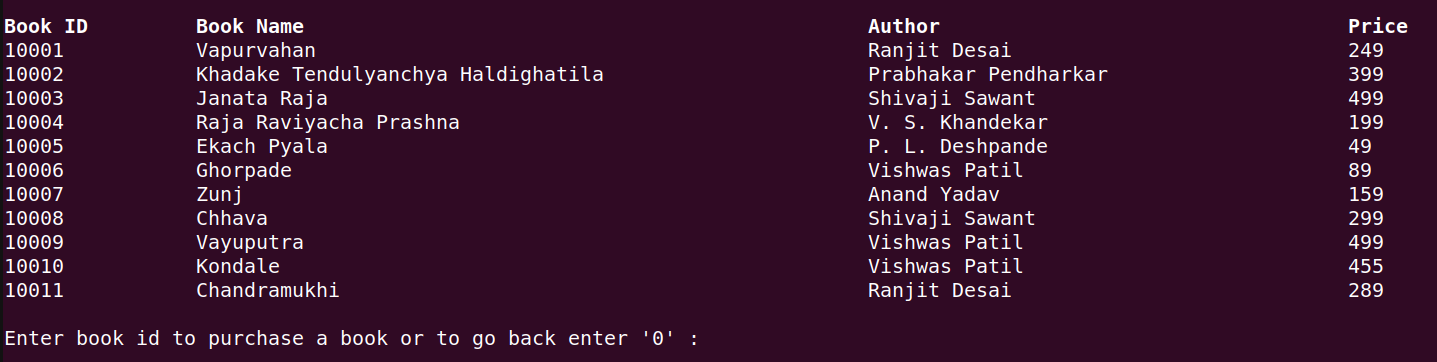 Book ID Book Name Author Price
10001 Vapurvahan Ranjit Desai 249
10002 Khadake Tendulyanchya Haldighatila Prabhakar Pendharkar 399
10003 Janata Raja Shivaji Sawant 499
10004 Raja Raviyacha Prashna V. S. Khandekar 199
10005 Ekach Pyala P. L. Deshpande 49
10006 Ghorpade Vishwas Patil 89
10007 Zunj Anand Yadav 159
10008 Chhava Shivaji Sawant 299
10009 Vayuputra Vishwas Patil 499
10010 Kondale Vishwas Patil 455
10011 Chandramukhi Ranjit Desai 289
Enter book id to purchase a book or to go back enter '0' :